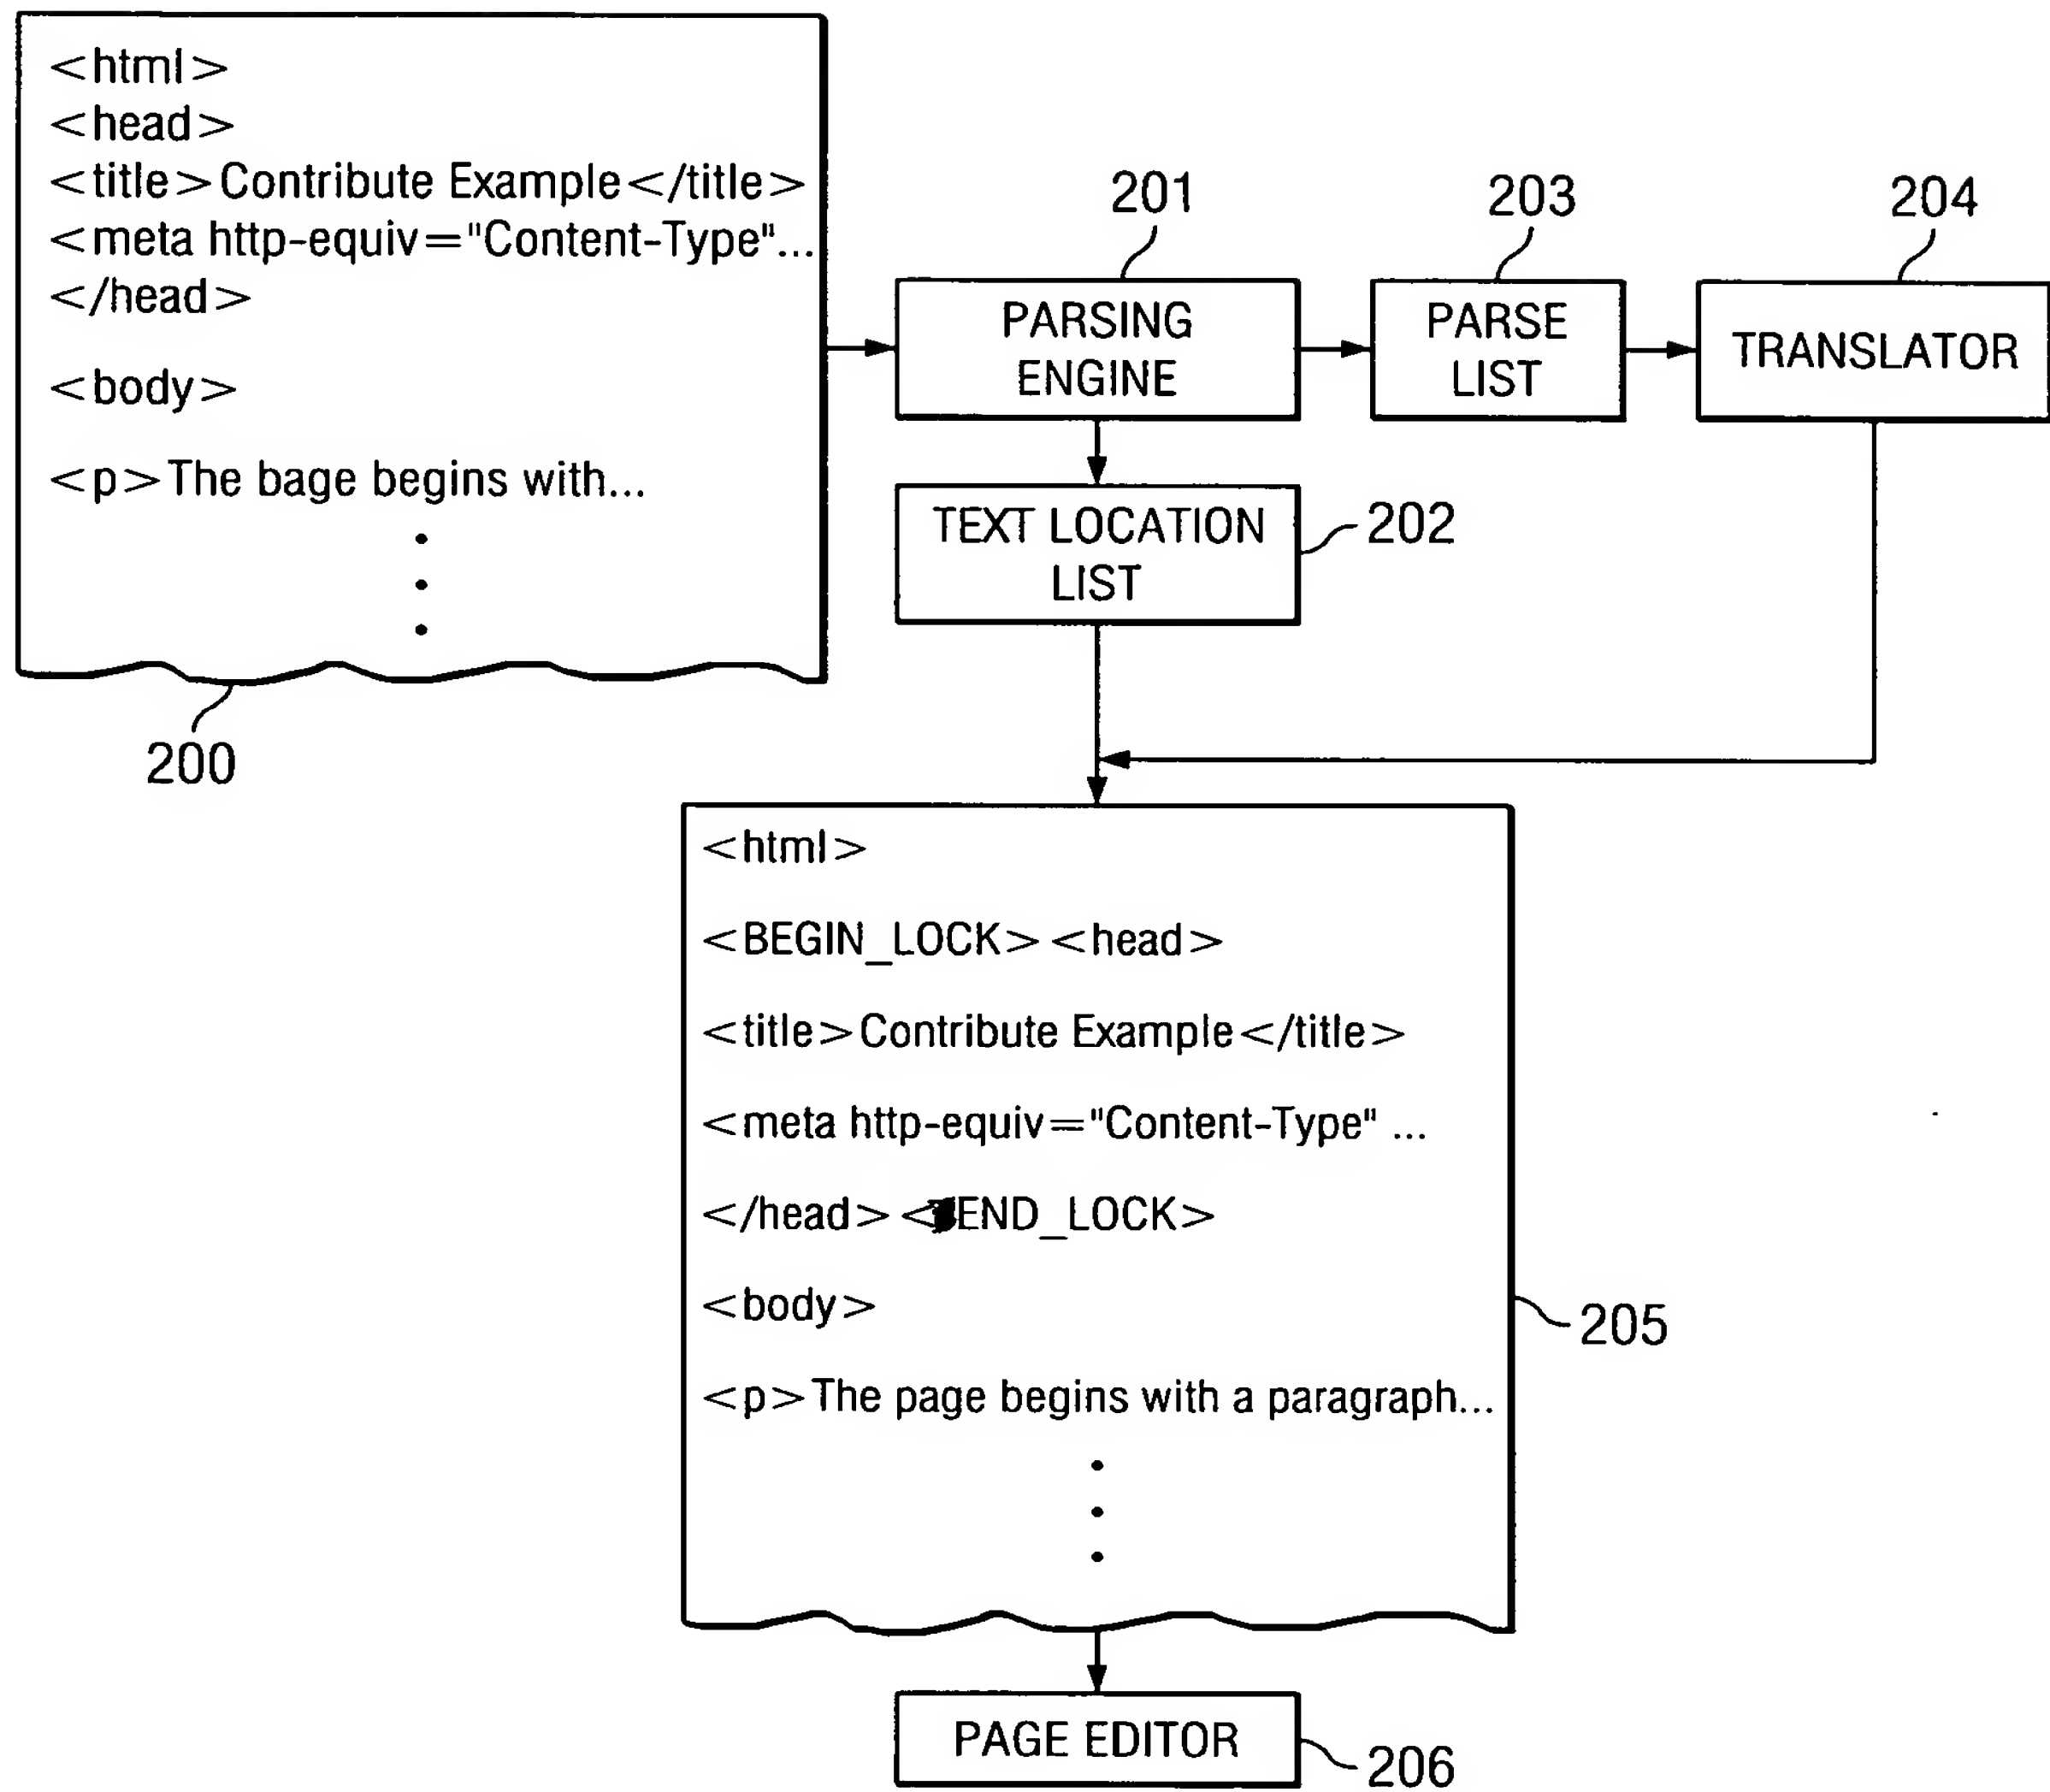 <html>
<head>
<title>Contribute Example</title>
<meta http-equiv="Content-Type"...
</head>
<body>
<p>The bage begins with...
200
201
PARSING
ENGINE
203
PARSE
LIST
204
TRANSLATOR
TEXT LOCATION
LIST
202
<html>
<BEGIN_LOCK><head>
<title>Contribute Example</title>
<meta http-equiv="Content-Type" ...
</head><END_LOCK>
<body>
<p>The page begins with a paragraph...
205
PAGE EDITOR
206